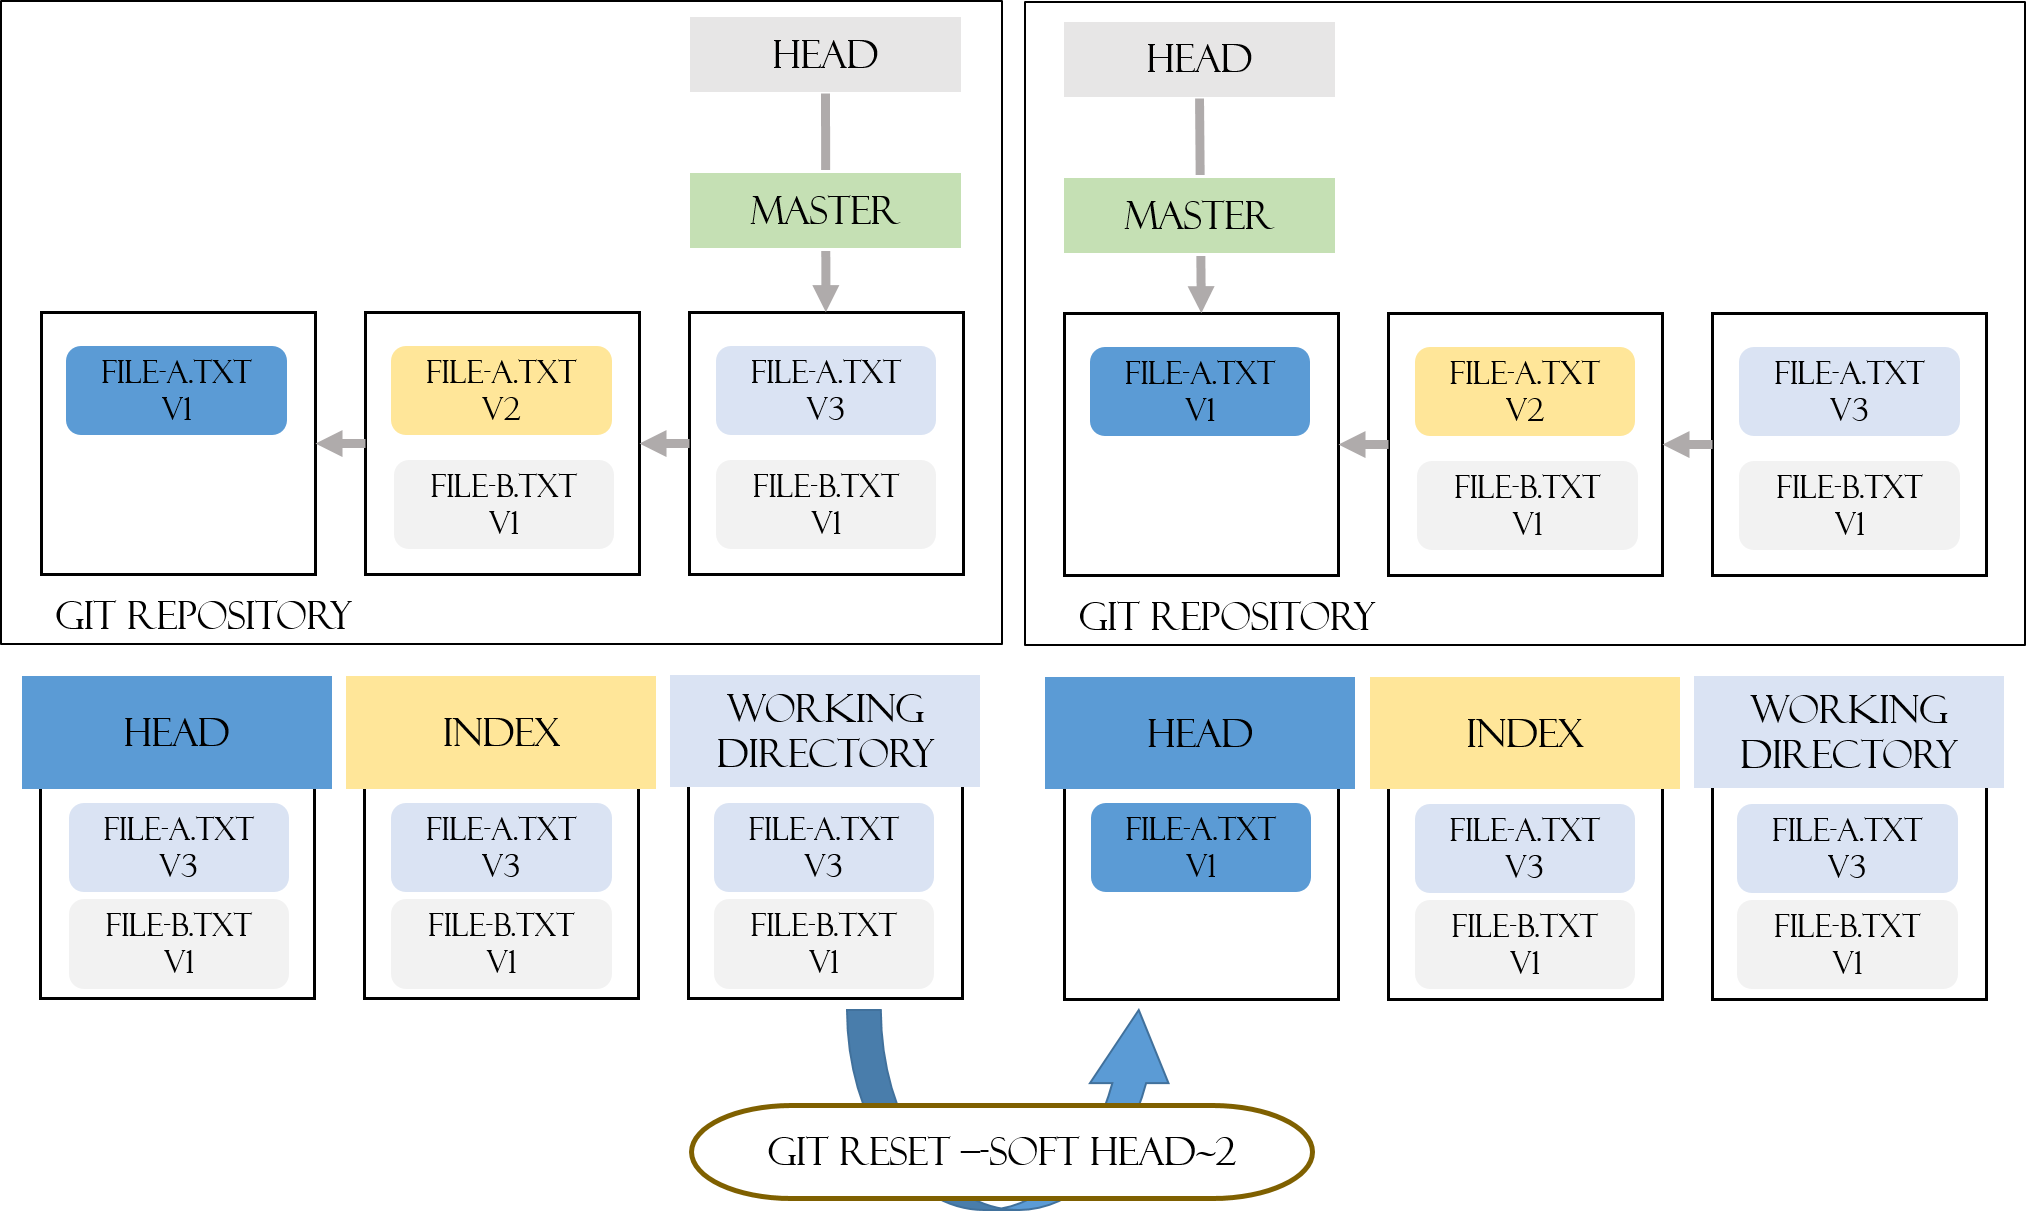 HEAD
MASTER
FILE-A.TXT
V1
FILE-A.TXT
V2
FILE-B.TXT
V1
FILE-A.TXT
V3
FILE-B.TXT
V1
GIT REPOSITORY
HEAD
MASTER
FILE-A.TXT
V1
FILE-A.TXT
V2
FILE-B.TXT
V1
FILE-A.TXT
V3
FILE-B.TXT
V1
GIT REPOSITORY
HEAD
FILE-A.TXT
V3
FILE-B.TXT
V1
INDEX
FILE-A.TXT
V3
FILE-B.TXT
V1
WORKING
DIRECTORY
FILE-A.TXT
V3
FILE-B.TXT
V1
HEAD
FILE-A.TXT
V1
INDEX
FILE-A.TXT
V3
FILE-B.TXT
V1
WORKING
DIRECTORY
FILE-A.TXT
V3
FILE-B.TXT
V1
GIT RESET –-SOFT HEAD~2